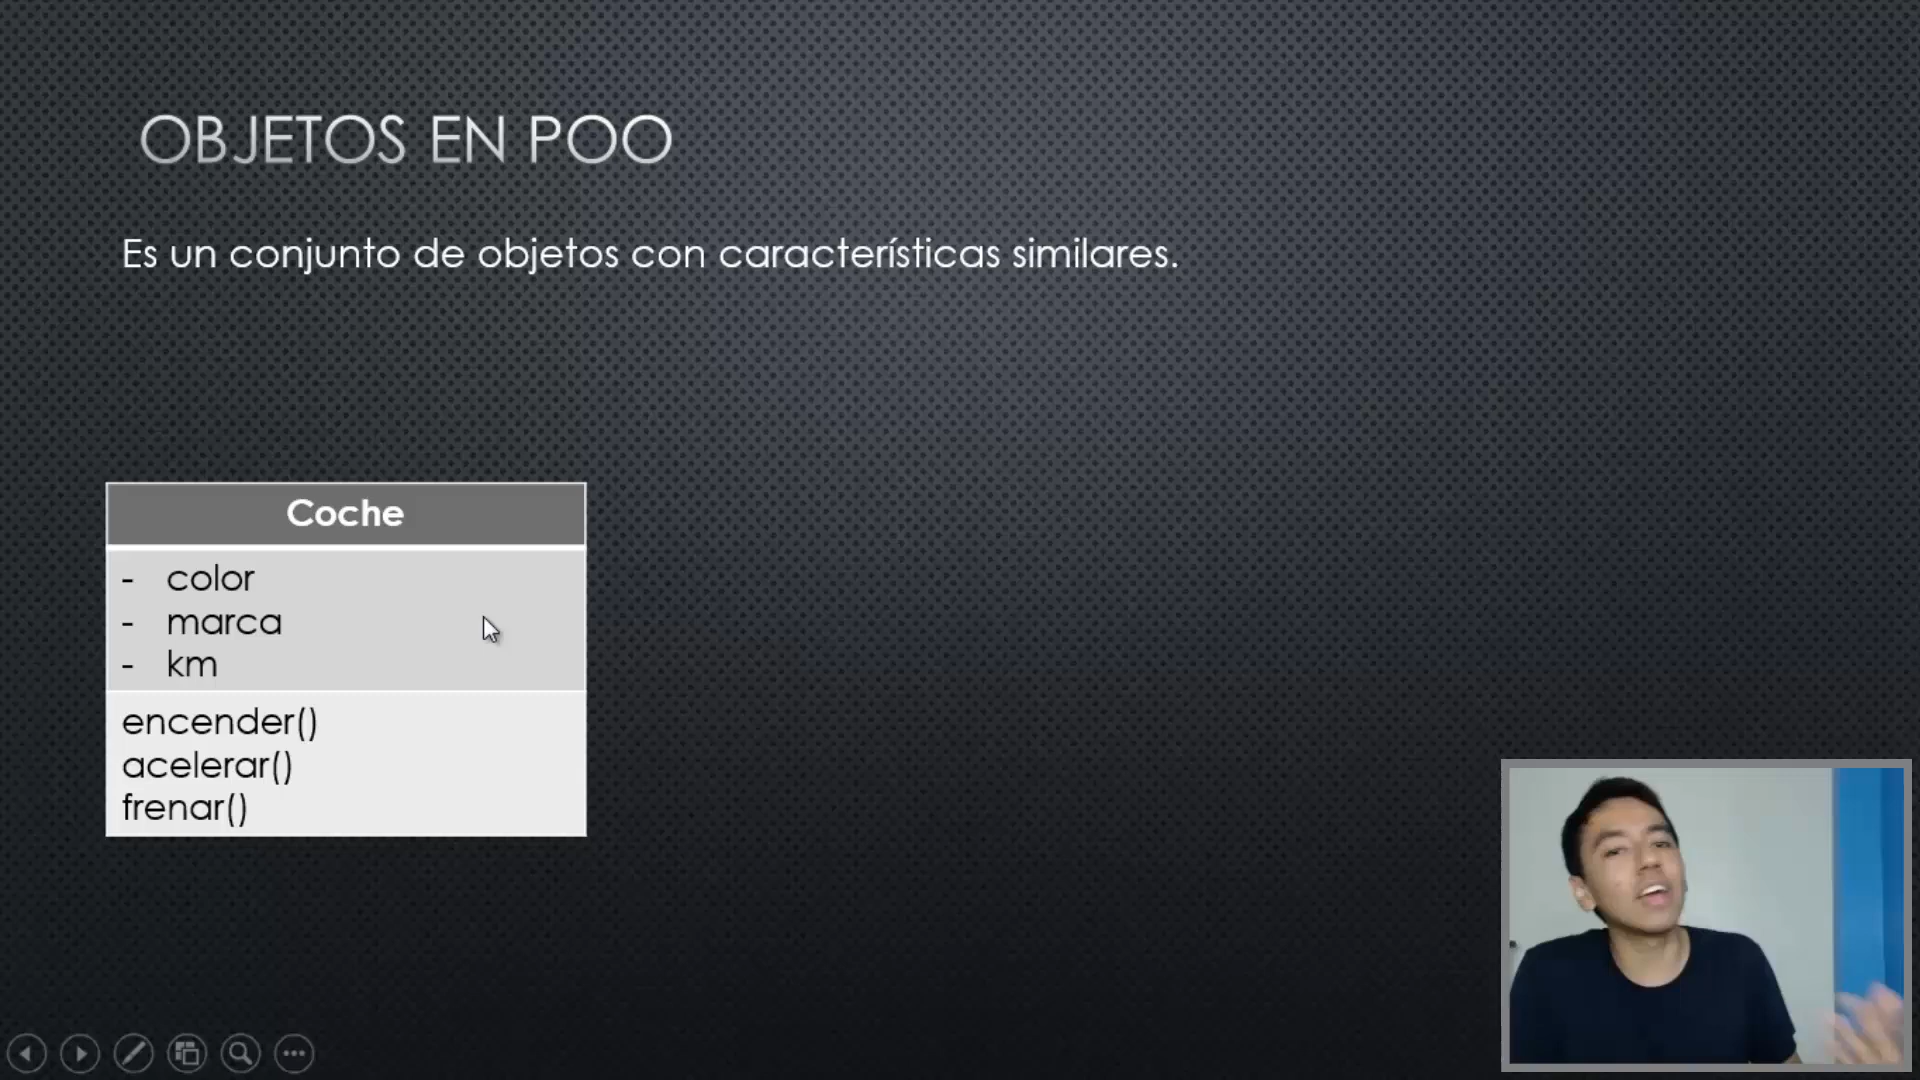 OBJETOS EN POO
Es un conjunto de objetos con características similares.
Coche
- color
- marca
- km
encender()
acelerar()
frenar()